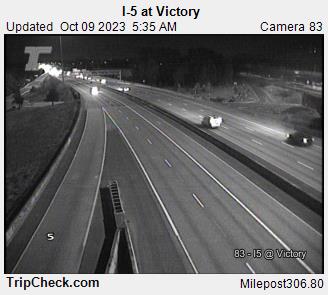 I-5 at Victory
Updated Oct 09 2023 5:35 AM Camera 83
S
83 - I5 @ Victory
TripCheck.com Milepost306.80